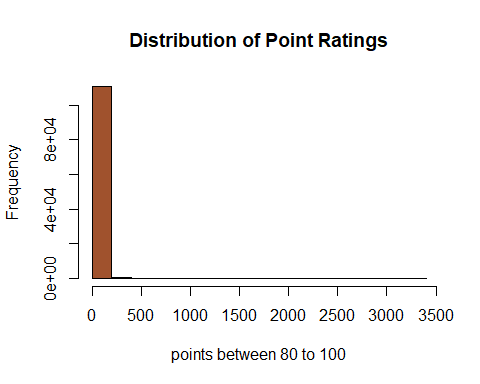 Distribution of Point Ratings
Frequency
8e+04
4e+04
0e+00
0 500 1000 1500 2000 2500 3000 3500
points between 80 to 100